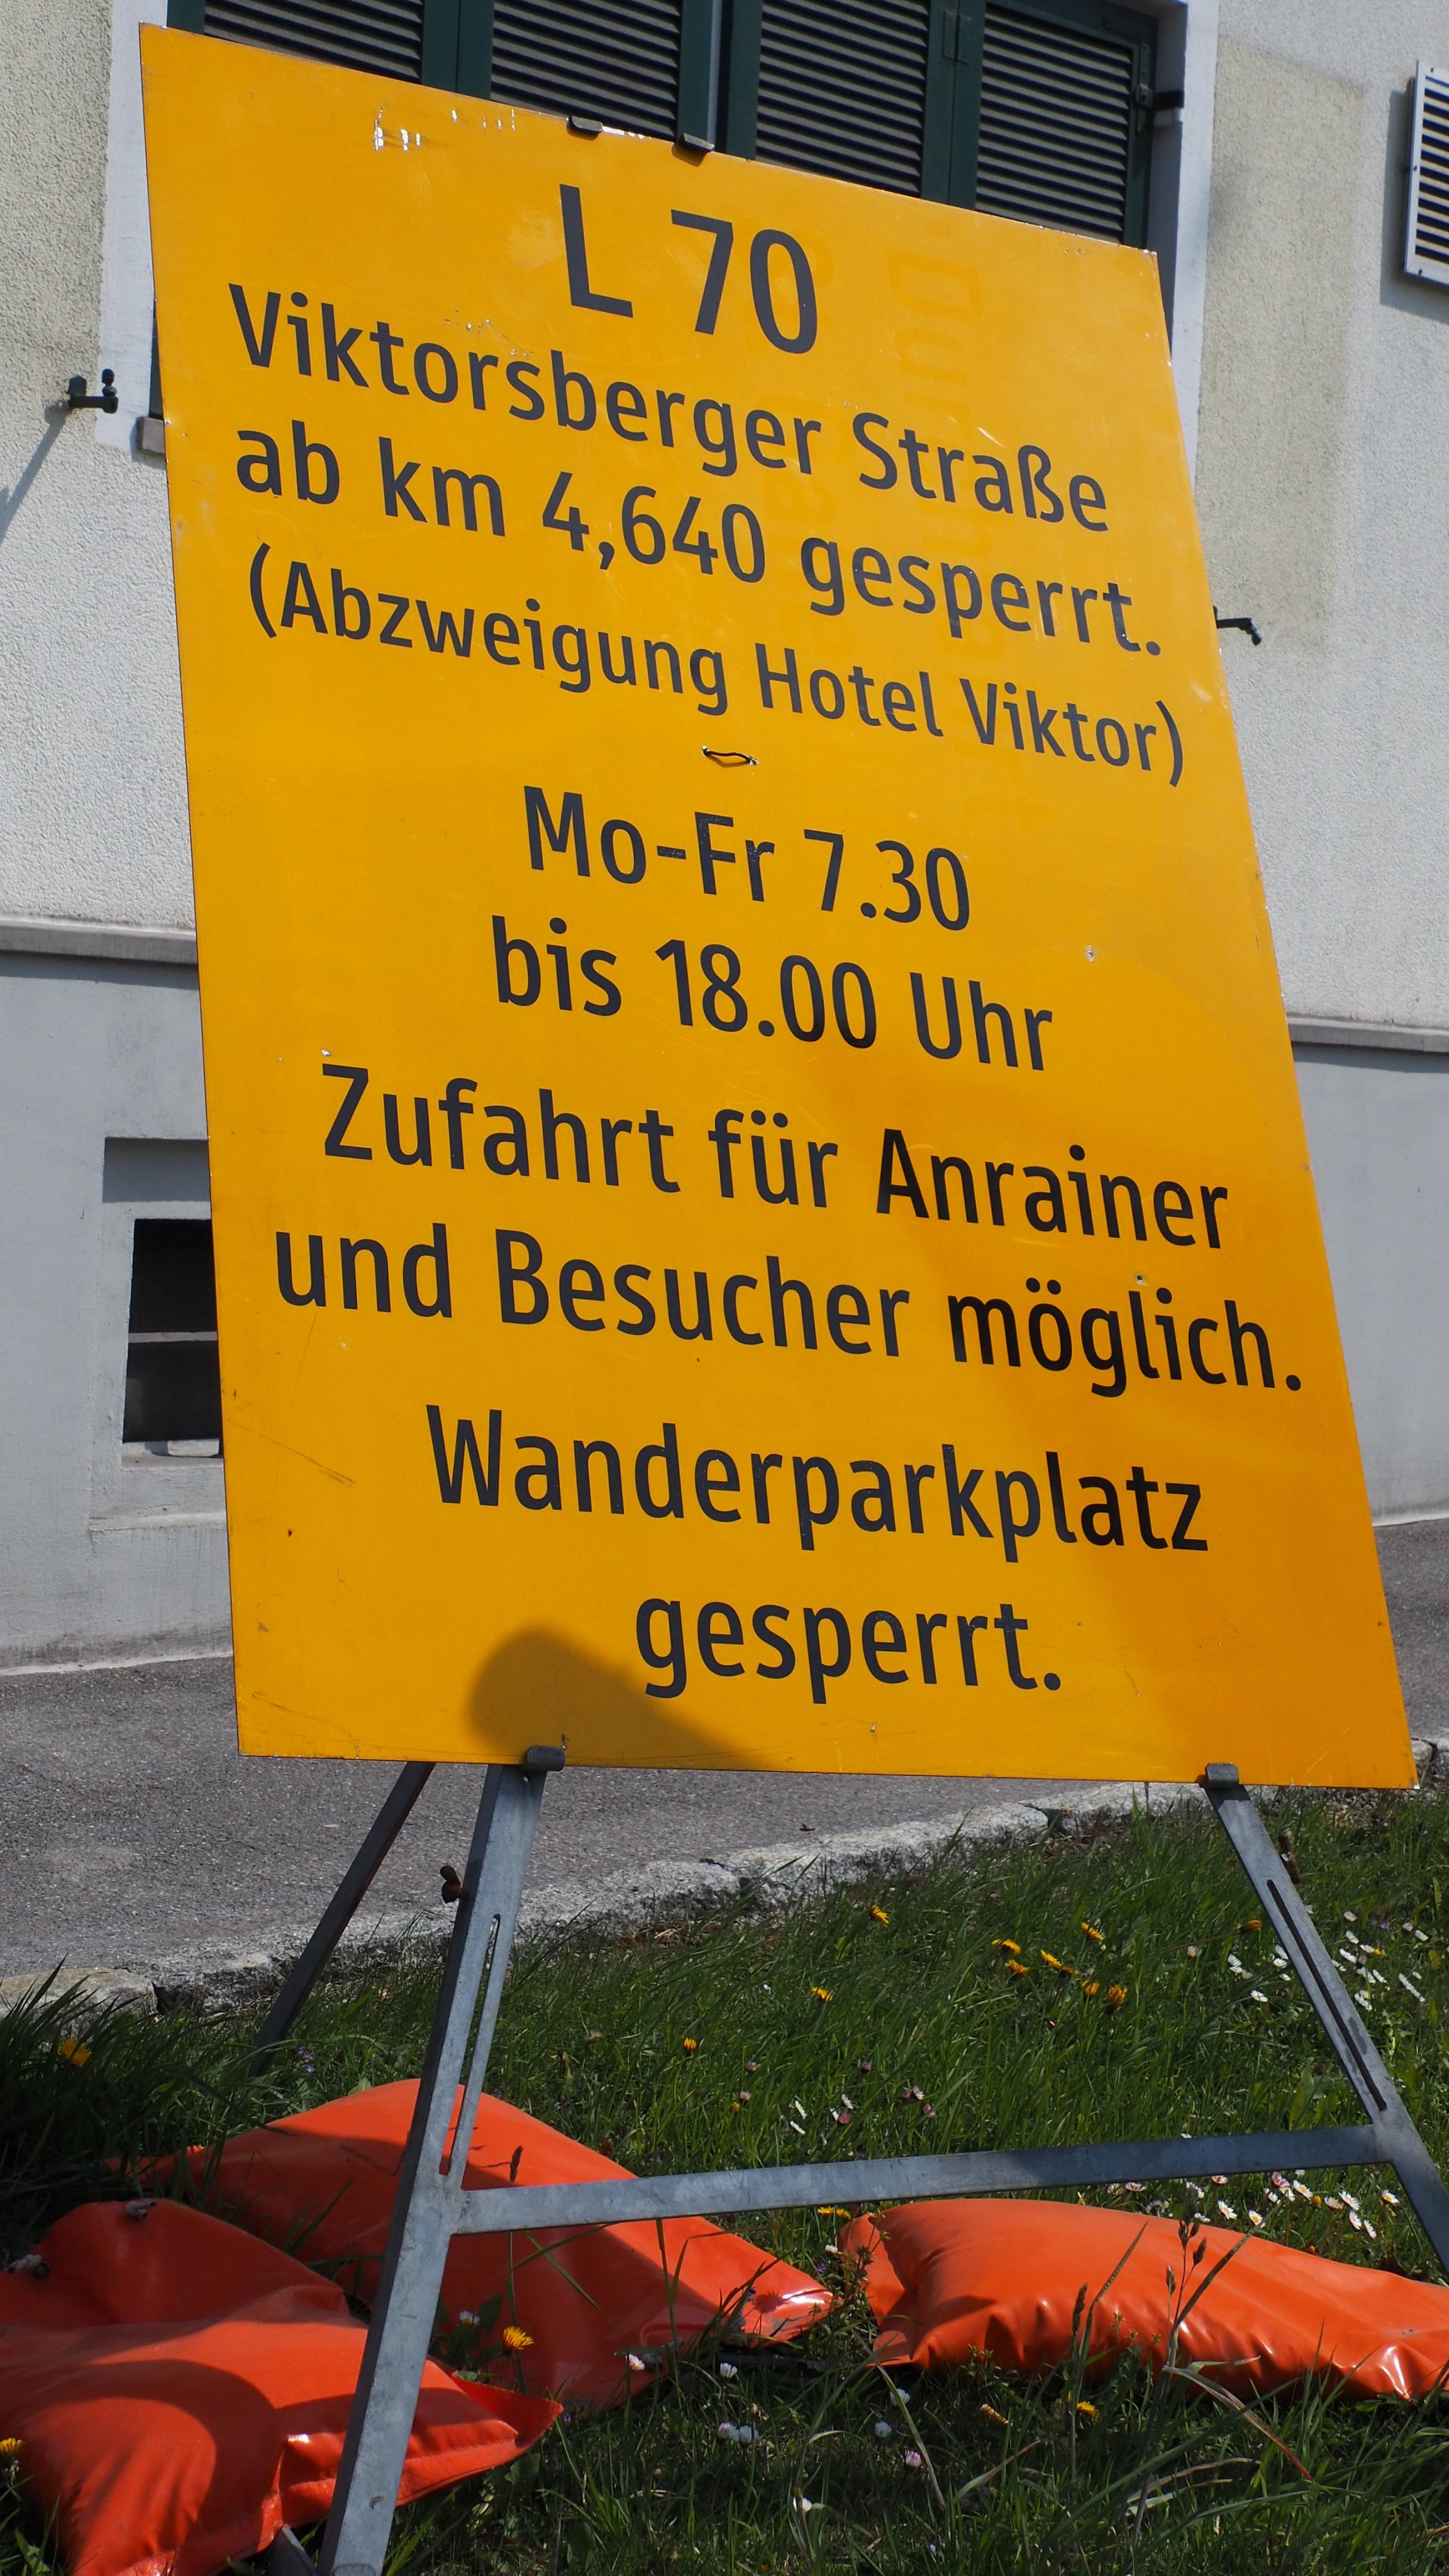 L 70
Viktorsberger Straße
ab km 4,640 gesperrt.
(Abzweigung Hotel Viktor)
Mo-Fr 7.30
bis 18.00 Uhr
Zufahrt für Anrainer
und Besucher möglich.
Wanderparkplatz
gesperrt.